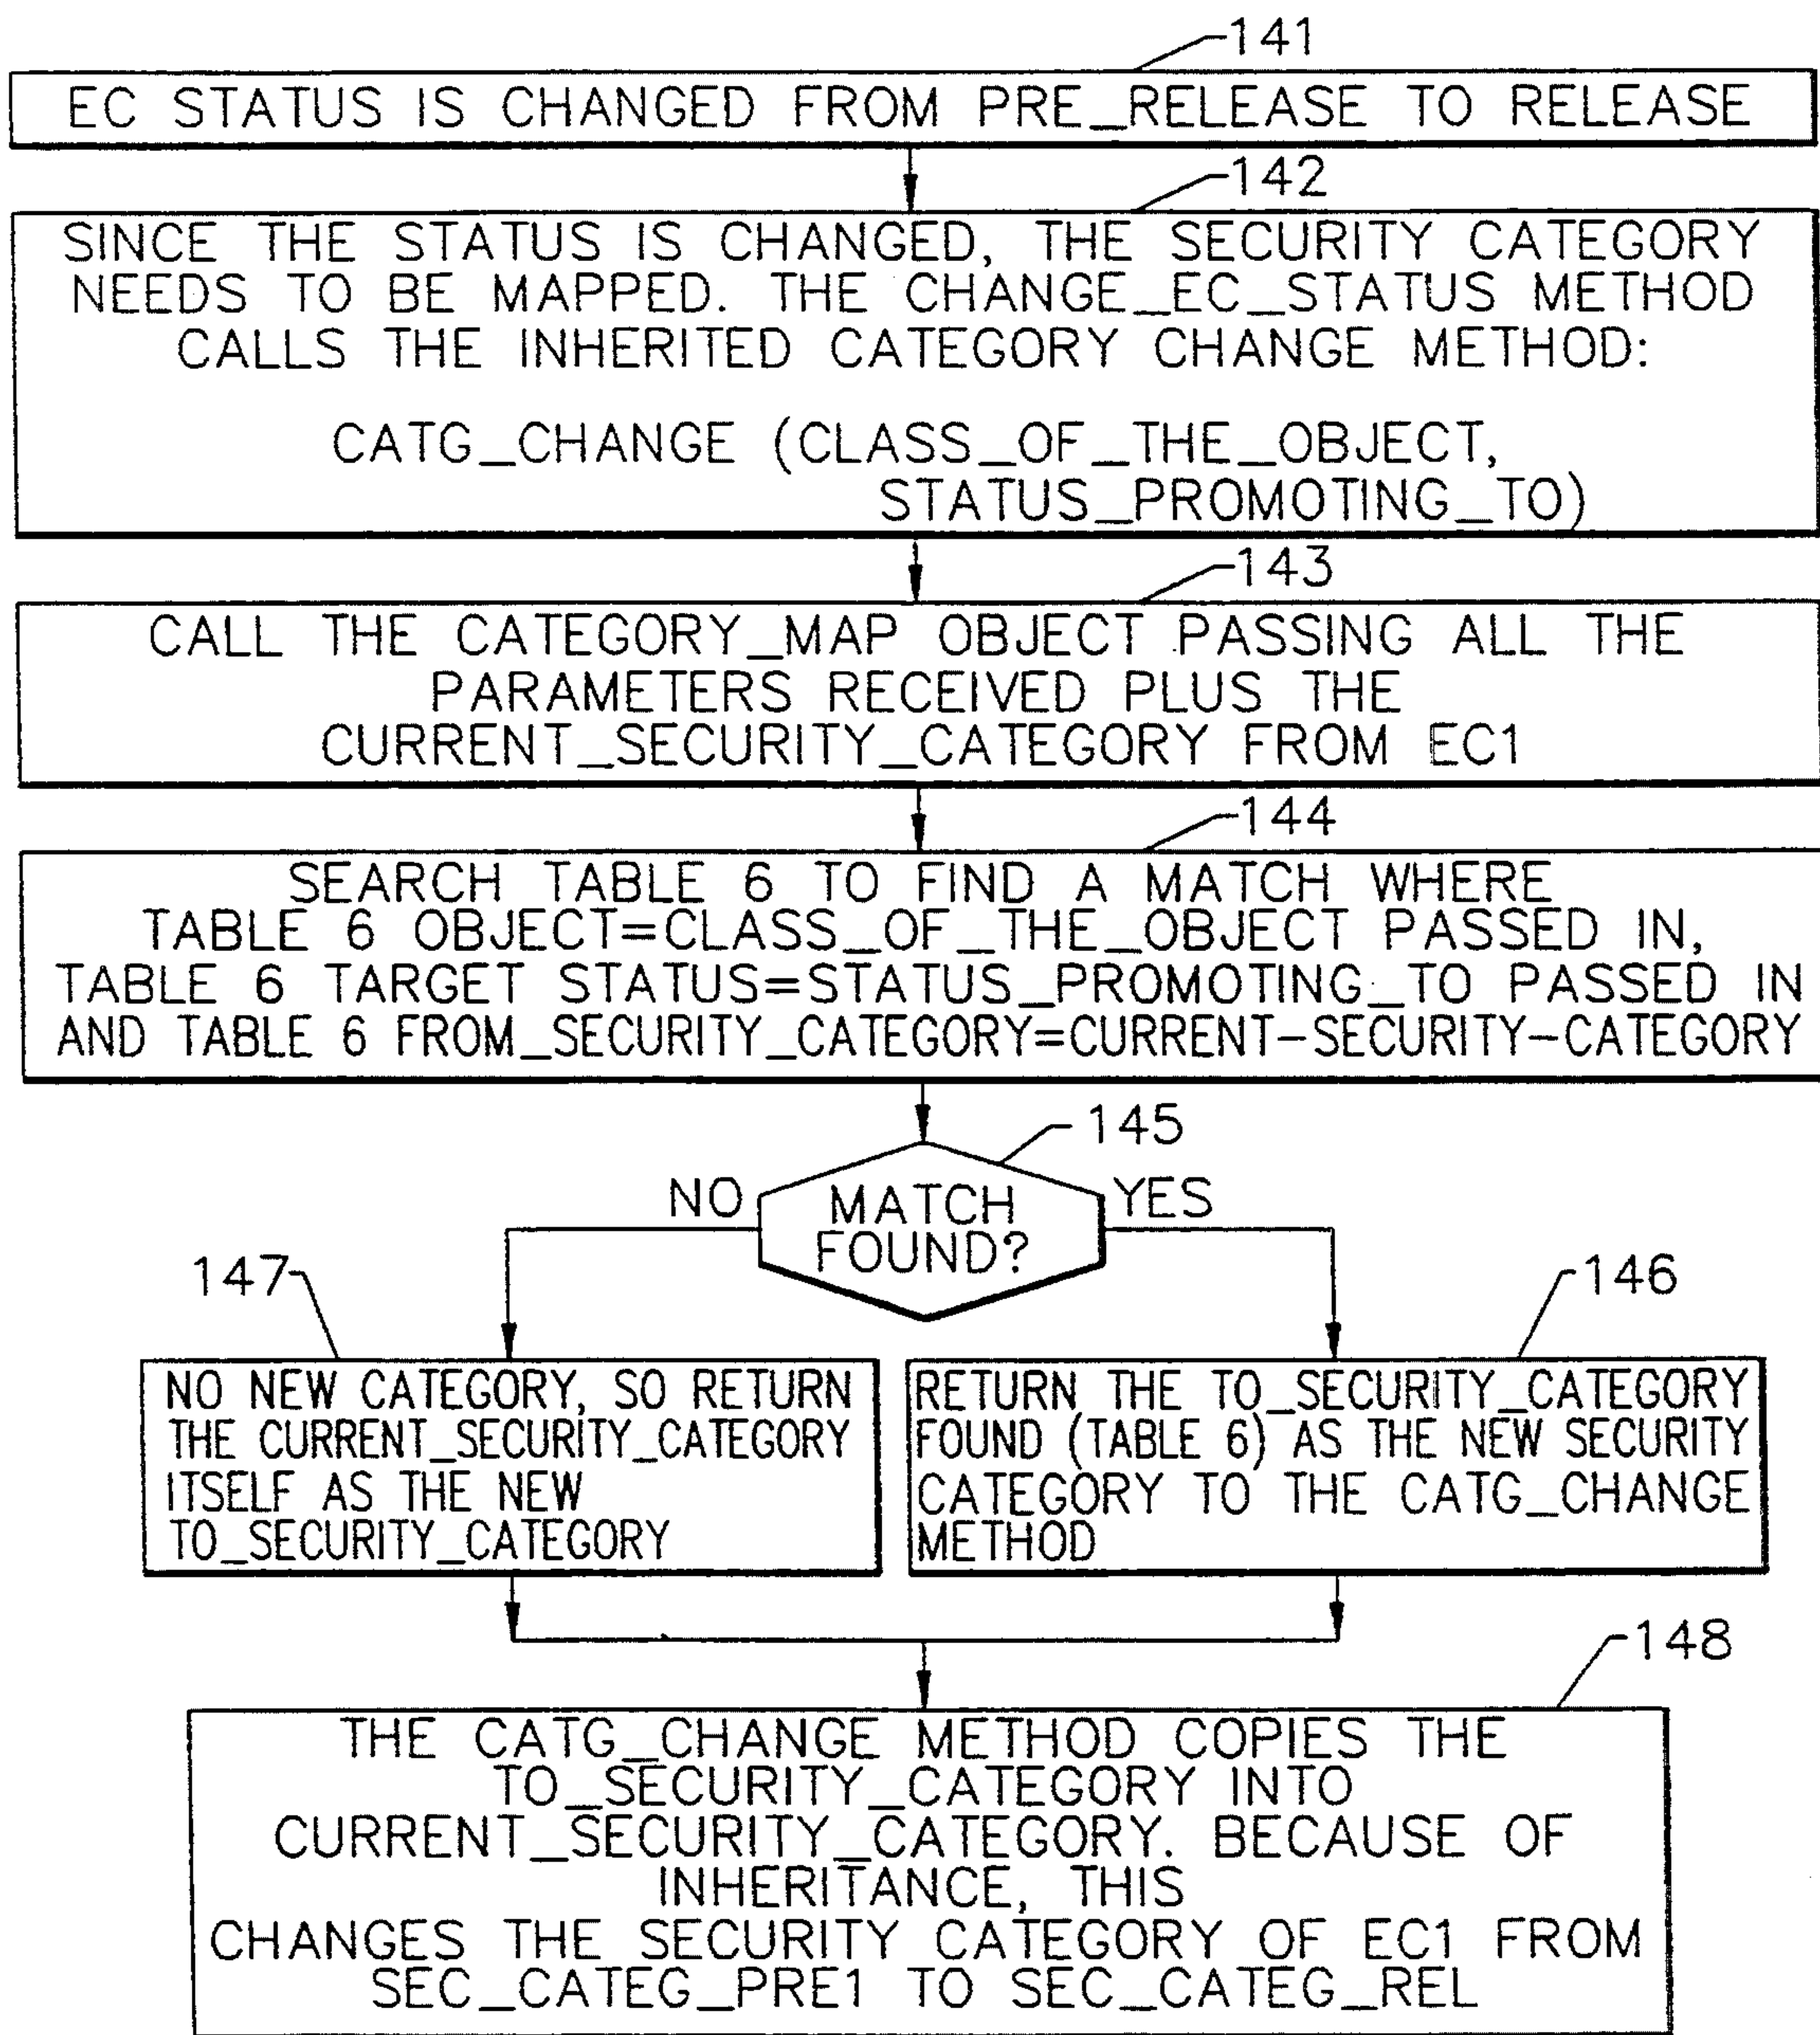 141
EC STATUS IS CHANGED FROM PRE_RELEASE TO RELEASE
142
SINCE THE STATUS IS CHANGED, THE SECURITY CATEGORY
NEEDS TO BE MAPPED. THE CHANGE_EC_STATUS METHOD
CALLS THE INHERITED CATEGORY CHANGE METHOD:
CATG_CHANGE (CLASS_OF_THE_OBJECT,
STATUS_PROMOTING_TO)
143
CALL THE CATEGORY_MAP OBJECT PASSING ALL THE
PARAMETERS RECEIVED PLUS THE
CURRENT_SECURITY_CATEGORY FROM EC1
144
SEARCH TABLE 6 TO FIND A MATCH WHERE
TABLE 6 OBJECT=CLASS_OF_THE_OBJECT PASSED IN,
TABLE 6 TARGET STATUS=STATUS_PROMOTING_TO PASSED IN
AND TABLE 6 FROM_SECURITY_CATEGORY=CURRENT-SECURITY-CATEGORY
145
NO
MATCH
FOUND?
YES
147
NO NEW CATEGORY, SO RETURN
THE CURRENT_SECURITY_CATEGORY
ITSELF AS THE NEW
TO_SECURITY_CATEGORY
146
RETURN THE TO_SECURITY_CATEGORY
FOUND (TABLE 6) AS THE NEW SECURITY
CATEGORY TO THE CATG_CHANGE
METHOD
148
THE CATG_CHANGE METHOD COPIES THE
TO_SECURITY_CATEGORY INTO
CURRENT_SECURITY_CATEGORY. BECAUSE OF
INHERITANCE, THIS
CHANGES THE SECURITY CATEGORY OF EC1 FROM
SEC_CATEG_PRE1 TO SEC_CATEG_REL